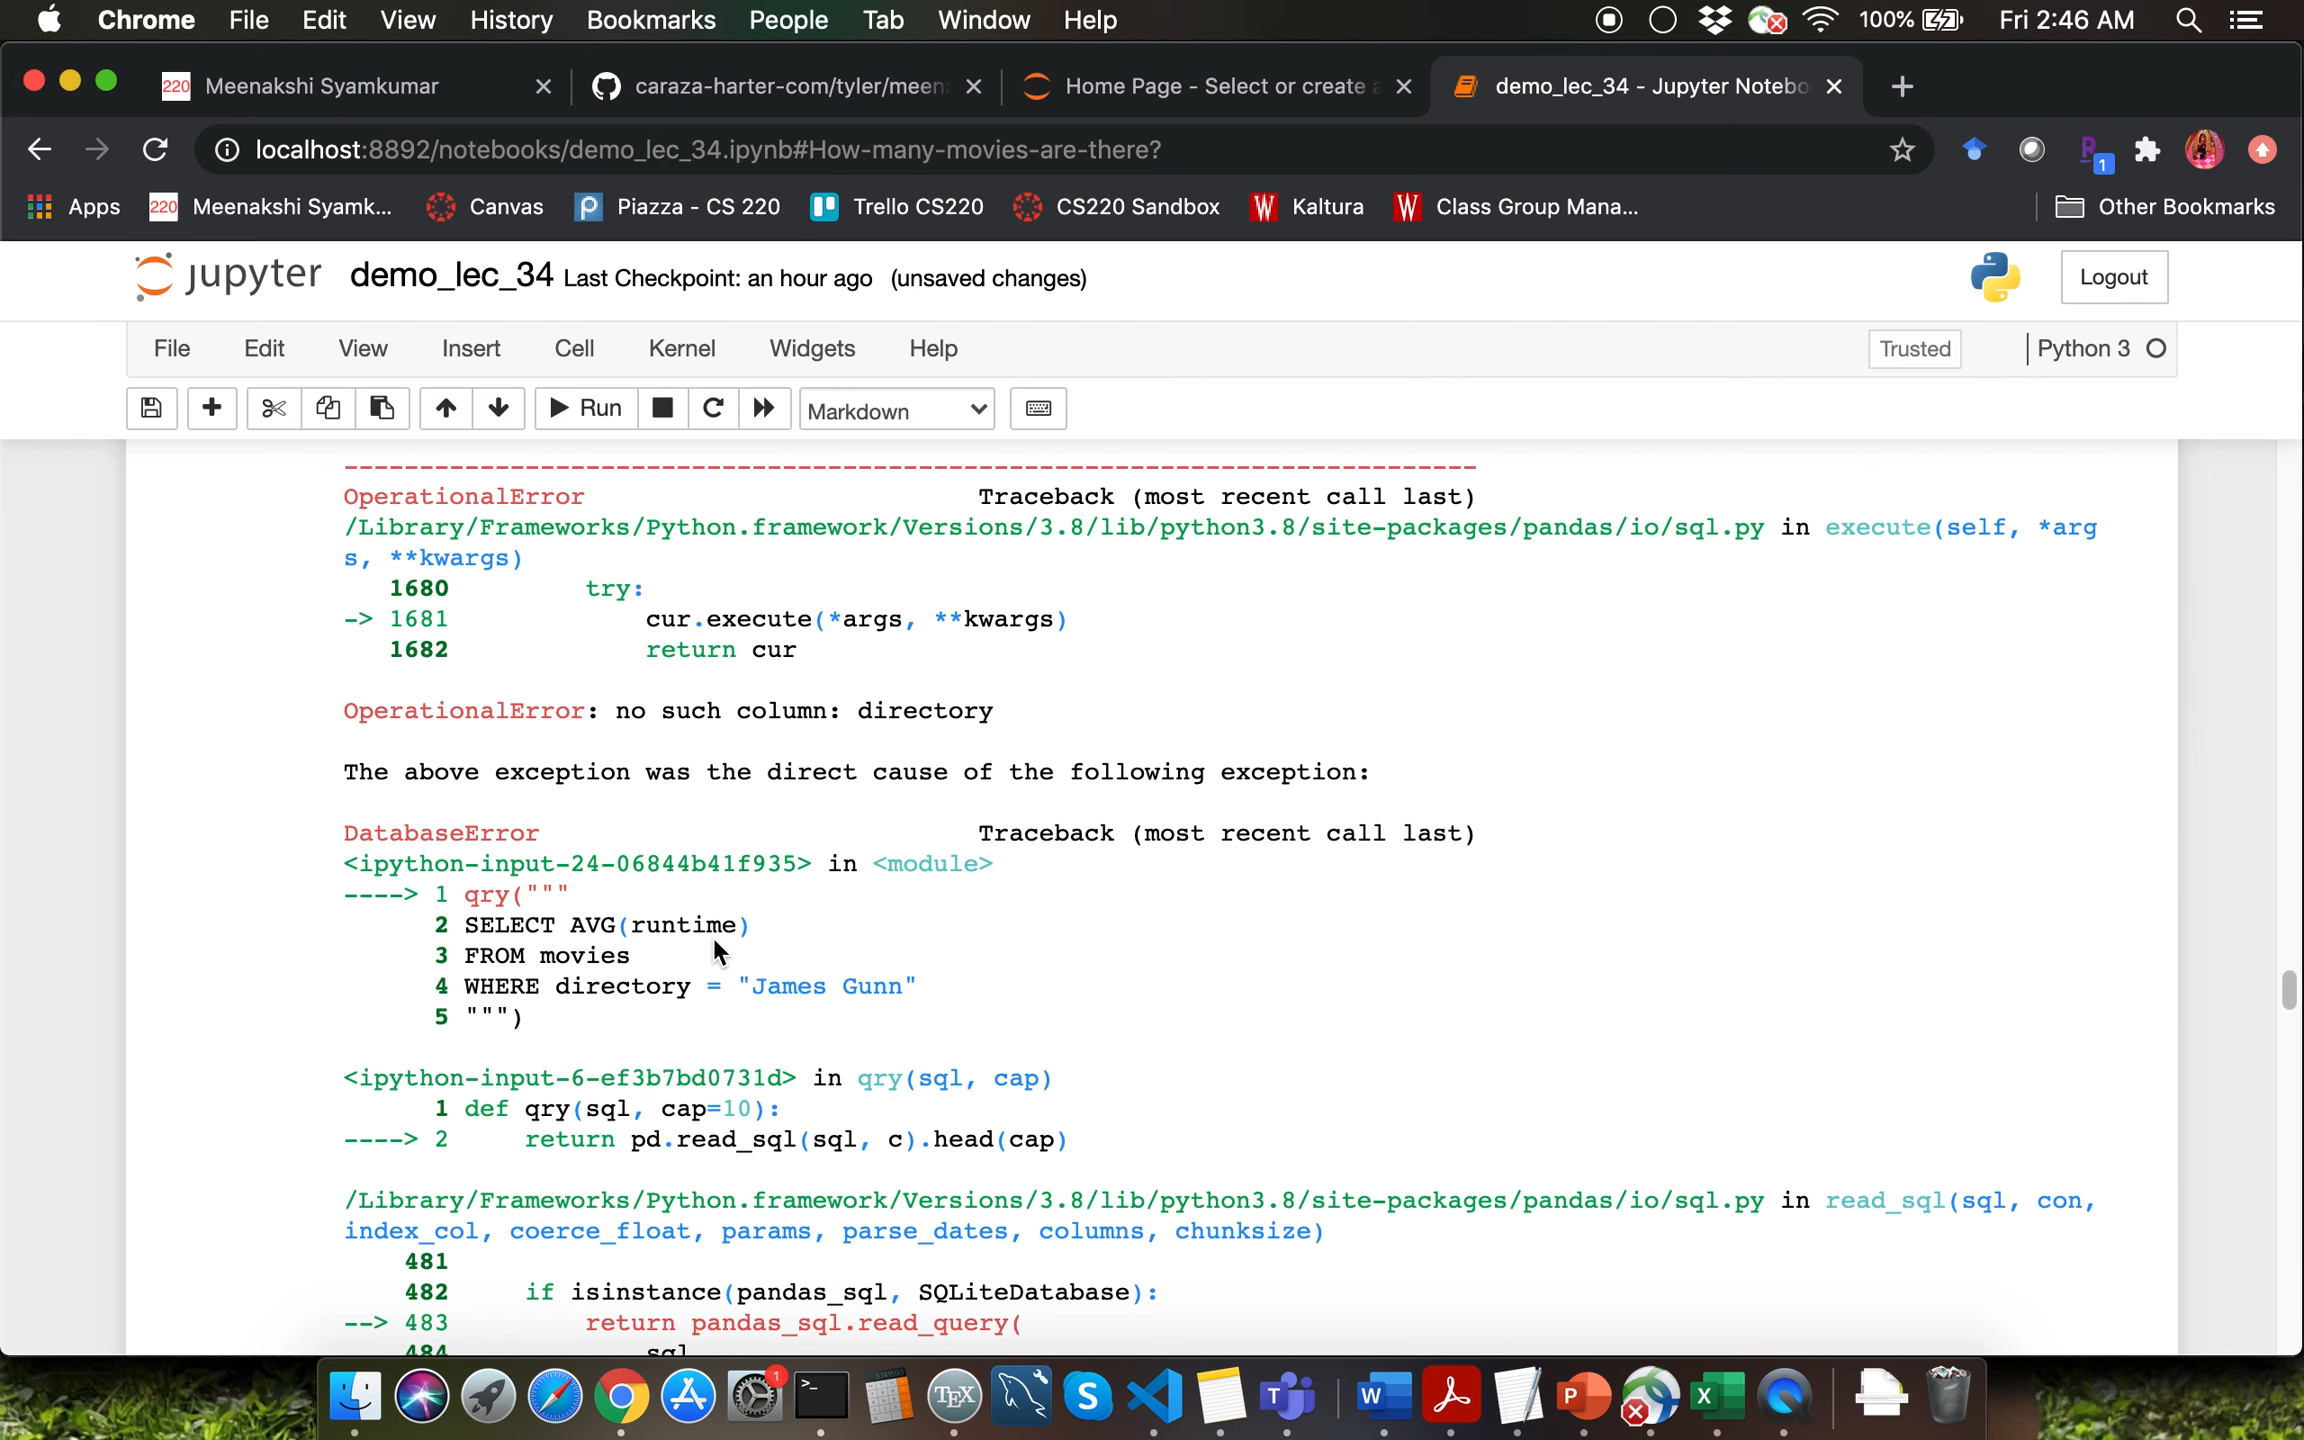 Chrome File Edit View History Bookmarks People Tab Window Help 100% Fri 2:46 AM
220 Meenakshi Syamkumar caraza-harter-com/tyler/meen Home Page - Select or create a demo_lec_34 - Jupyter Notebo
localhost:8892/notebooks/demo_lec_34.ipynb#How-many-movies-are-there? 1
Apps 220 Meenakshi Syamk... Canvas Piazza - CS 220 Trello CS220 CS220 Sandbox Kaltura Class Group Mana... Other Bookmarks
jupyter demo_lec_34 Last Checkpoint: an hour ago (unsaved changes) Logout
File Edit View Insert Cell Kernel Widgets Help Trusted Python 3
Run Markdown
---------------------------------------------------------------------------
OperationalError Traceback (most recent call last)
/Library/Frameworks/Python.framework/Versions/3.8/lib/python3.8/site-packages/pandas/io/sql.py in execute(self, *arg
s, **kwargs)
1680 try:
-> 1681 cur.execute(*args, **kwargs)
1682 return cur
OperationalError: no such column: directory
The above exception was the direct cause of the following exception:
DatabaseError Traceback (most recent call last)
<ipython-input-24-06844b41f935> in <module>
----> 1 qry("""
2 SELECT AVG(runtime)
3 FROM movies
4 WHERE directory = "James Gunn"
5 """)
<ipython-input-6-ef3b7bd0731d> in qry(sql, cap)
1 def qry(sql, cap=10):
----> 2 return pd.read_sql(sql, c).head(cap)
/Library/Frameworks/Python.framework/Versions/3.8/lib/python3.8/site-packages/pandas/io/sql.py in read_sql(sql, con,
index_col, coerce_float, params, parse_dates, columns, chunksize)
481
482 if isinstance(pandas_sql, SQLiteDatabase):
--> 483 return pandas_sql.read_query(
484 sql
1 TEX S T W P X